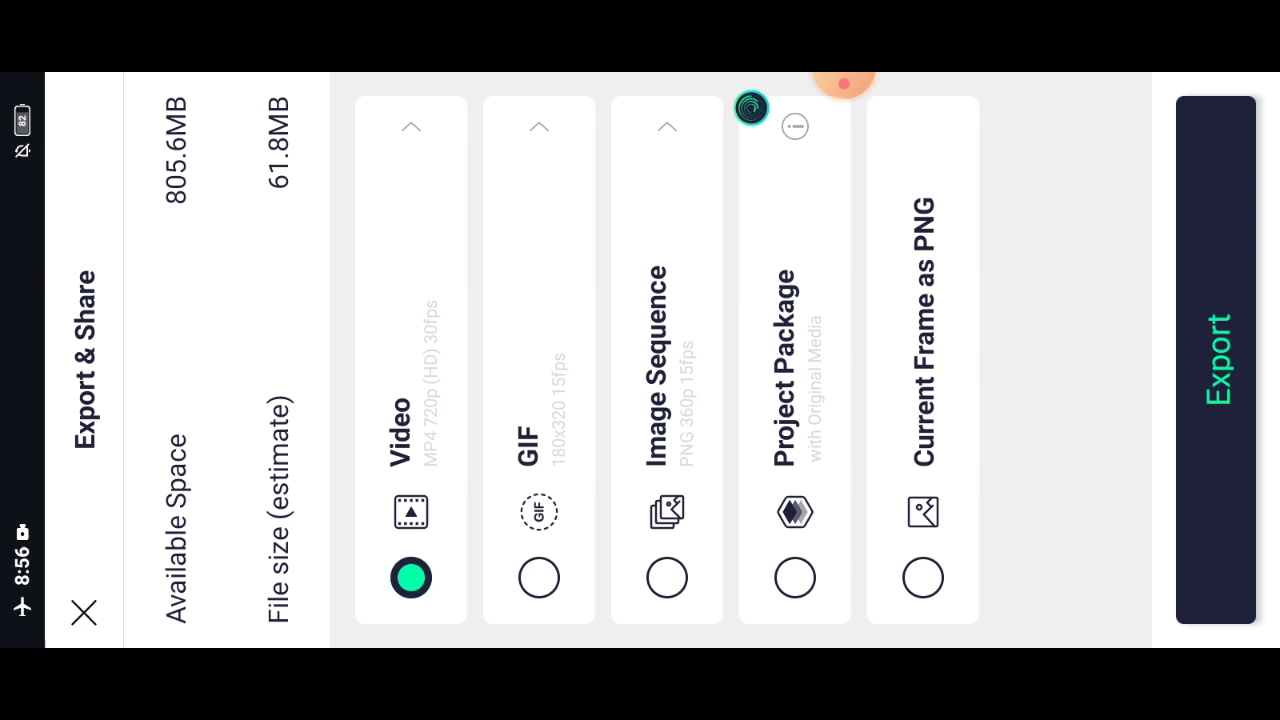 8:56
82
Export & Share
Available Space 805.6MB
File size (estimate) 61.8MB
Video
MP4 720p (HD) 30fps
GIF
GIF
180x320 15fps
Image Sequence
PNG 360p 15fps
Project Package
with Original Media
Current Frame as PNG
Export